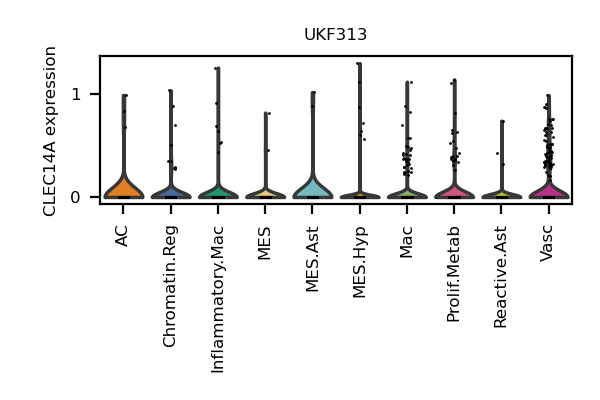 UKF313
CLEC14A expression
1
0
AC
Chromatin.Reg
Inflammatory.Mac
MES
MES.Ast
MES.Hyp
Mac
Prolif.Metab
Reactive.Ast
Vasc